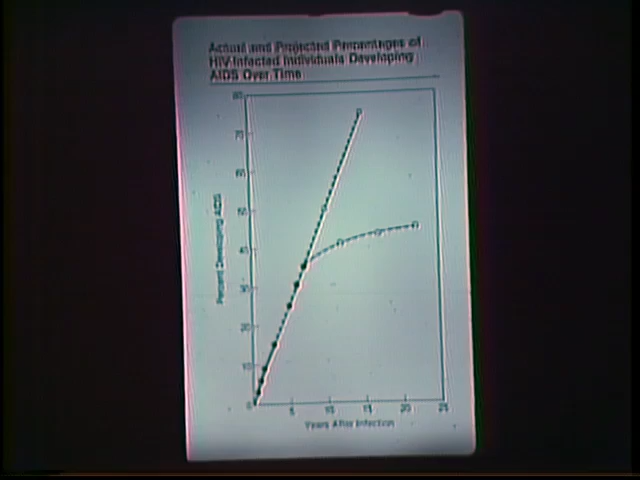 Actual and Projected Percentages of
HIV-Infected Individuals Developing
AIDS Over Time
80
70
60
50
40
30
20
10
0
5
10
15
20
25
Percent Developing AIDS
Years After Infection